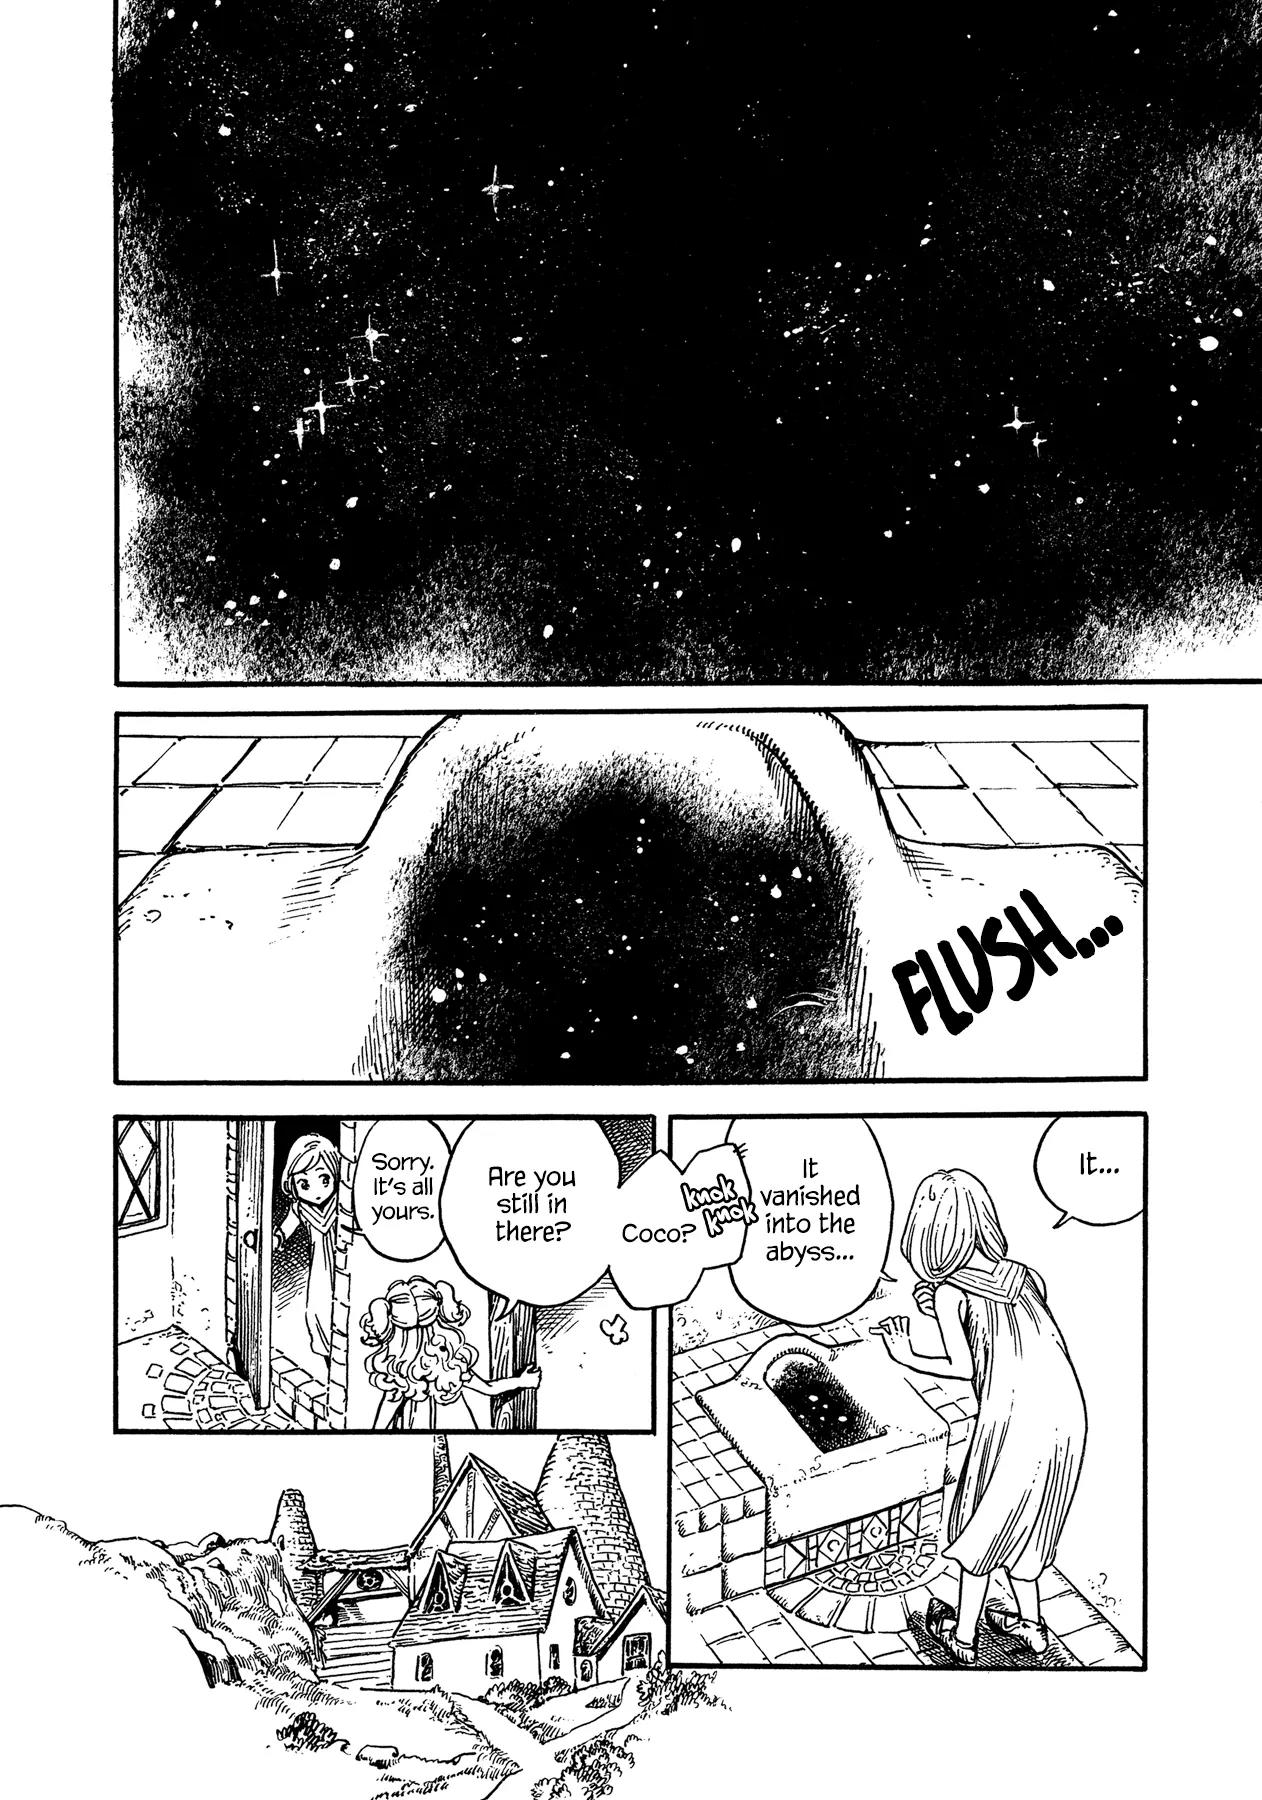 FLUSH...
It...
It
vanished
into the
abyss...
knok
knok
Coco?
Are you
still in
there?
Sorry.
It's all
yours.